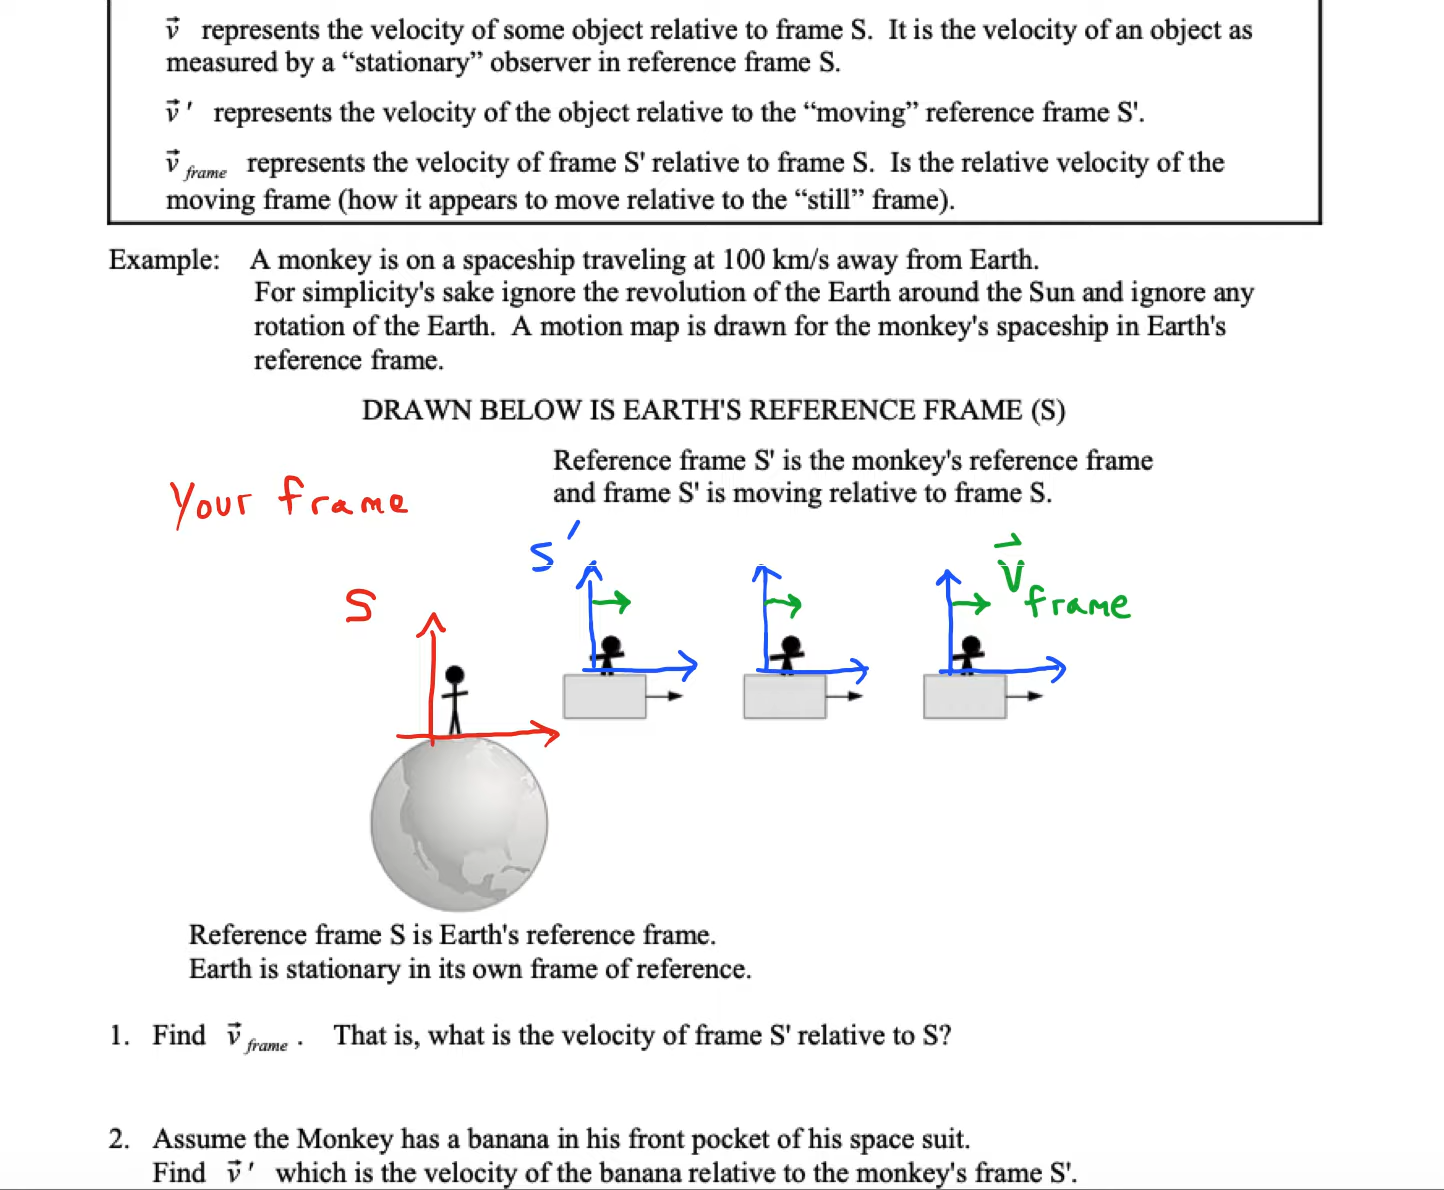 v⃗ represents the velocity of some object relative to frame S. It is the velocity of an object as
measured by a “stationary” observer in reference frame S.
v⃗ ′ represents the velocity of the object relative to the “moving” reference frame S'.
v⃗ frame represents the velocity of frame S' relative to frame S. Is the relative velocity of the
moving frame (how it appears to move relative to the “still” frame).
Example: A monkey is on a spaceship traveling at 100 km/s away from Earth.
For simplicity's sake ignore the revolution of the Earth around the Sun and ignore any
rotation of the Earth. A motion map is drawn for the monkey's spaceship in Earth's
reference frame.
DRAWN BELOW IS EARTH'S REFERENCE FRAME (S)
Reference frame S' is the monkey's reference frame
and frame S' is moving relative to frame S.
Your frame
S'
v⃗ frame
S
Reference frame S is Earth's reference frame.
Earth is stationary in its own frame of reference.
1. Find v⃗ frame . That is, what is the velocity of frame S' relative to S?
2. Assume the Monkey has a banana in his front pocket of his space suit.
Find v⃗ ′ which is the velocity of the banana relative to the monkey's frame S'.